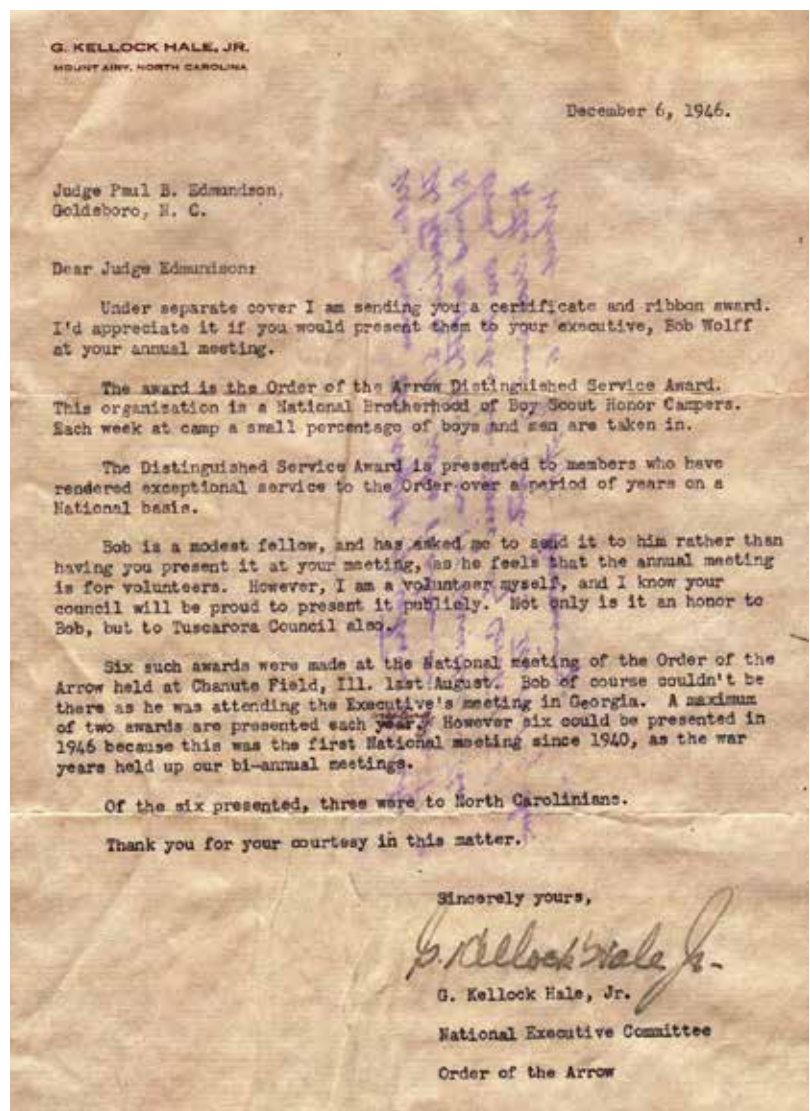 G. KELLOCK HALE, JR.
MOUNT AIRY, NORTH CAROLINA
December 6, 1946.
Judge Paul B. Edmundson,
Goldsboro, N. C.
Dear Judge Edmundson:
Under separate cover I am sending you a certificate and ribbon award.
I'd appreciate it if you would present them to your executive, Bob Wolff
at your annual meeting.
The award is the Order of the Arrow Distinguished Service Award.
This organization is a National Brotherhood of Boy Scout Honor Campers.
Each week at camp a small percentage of boys and men are taken in.
The Distinguished Service Award is presented to members who have
rendered exceptional service to the Order over a period of years on a
National basis.
Bob is a modest fellow, and has asked me to send it to him rather than
having you present it at your meeting, as he feels that the annual meeting
is for volunteers. However, I am a volunteer myself, and I know your
council will be proud to present it publicly. Not only is it an honor to
Bob, but to Tuscarora Council also.
Six such awards were made at the National meeting of the Order of the
Arrow held at Chanute Field, Ill. last August. Bob of course couldn't be
there as he was attending the Executive's meeting in Georgia. A maximum
of two awards are presented each year. However six could be presented in
1946 because this was the first National meeting since 1940, as the war
years held up our bi-annual meetings.
Of the six presented, three were to North Carolinians.
Thank you for your courtesy in this matter.
Sincerely yours,
G. Kellock Hale Jr.
G. Kellock Hale, Jr.
National Executive Committee
Order of the Arrow